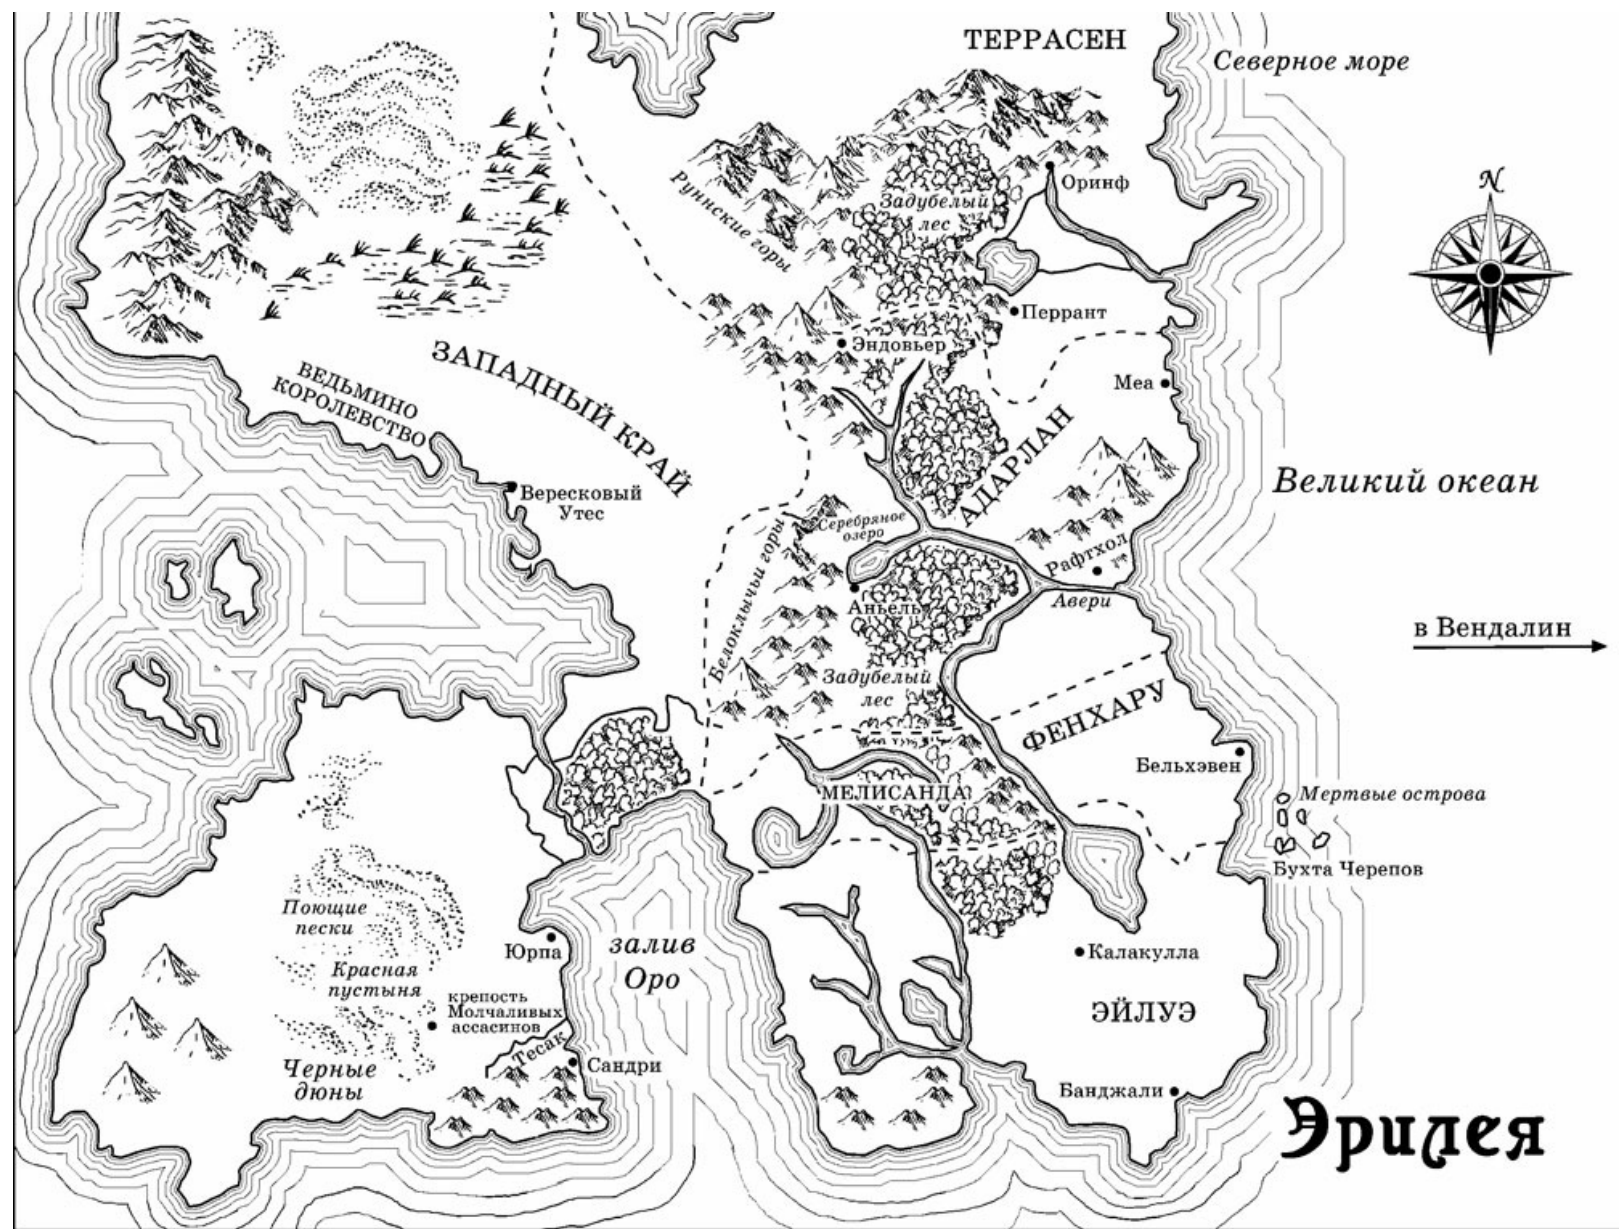 ТЕРРАСЕН
Северное море
N
Оринф
Руннские горы
Задубелый
лес
Перрант
Эндовьер
Меа
ЗАПАДНЫЙ КРАЙ
ВЕДЬМИНО
КОРОЛЕВСТВО
АДАРЛАН
Великий океан
Вересковый
Утес
Серебряное
озеро
Рафтхол
Белоклычьи горы
Аньель
Авери
в Вендалин
Задубелый
лес
ФЕНХАРУ
Бельхэвен
МЕЛИСАНДА
Мертвые острова
Бухта Черепов
Поющие
пески
Юрпа
залив
Оро
Калакулла
Красная
пустыня
крепость
Молчаливых
ассасинов
ЭЙЛУЭ
Тесак
Сандри
Черные
дюны
Банджали
Эрилея